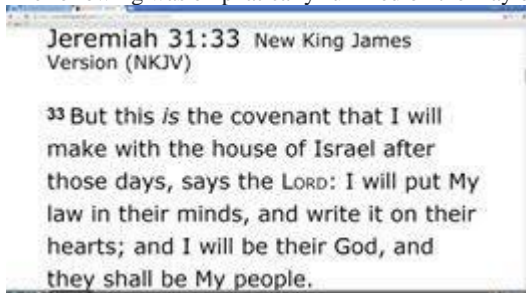 Jeremiah 31:33 New King James
Version (NKJV)
33 But this is the covenant that I will
make with the house of Israel after
those days, says the LORD: I will put My
law in their minds, and write it on their
hearts; and I will be their God, and
they shall be My people.